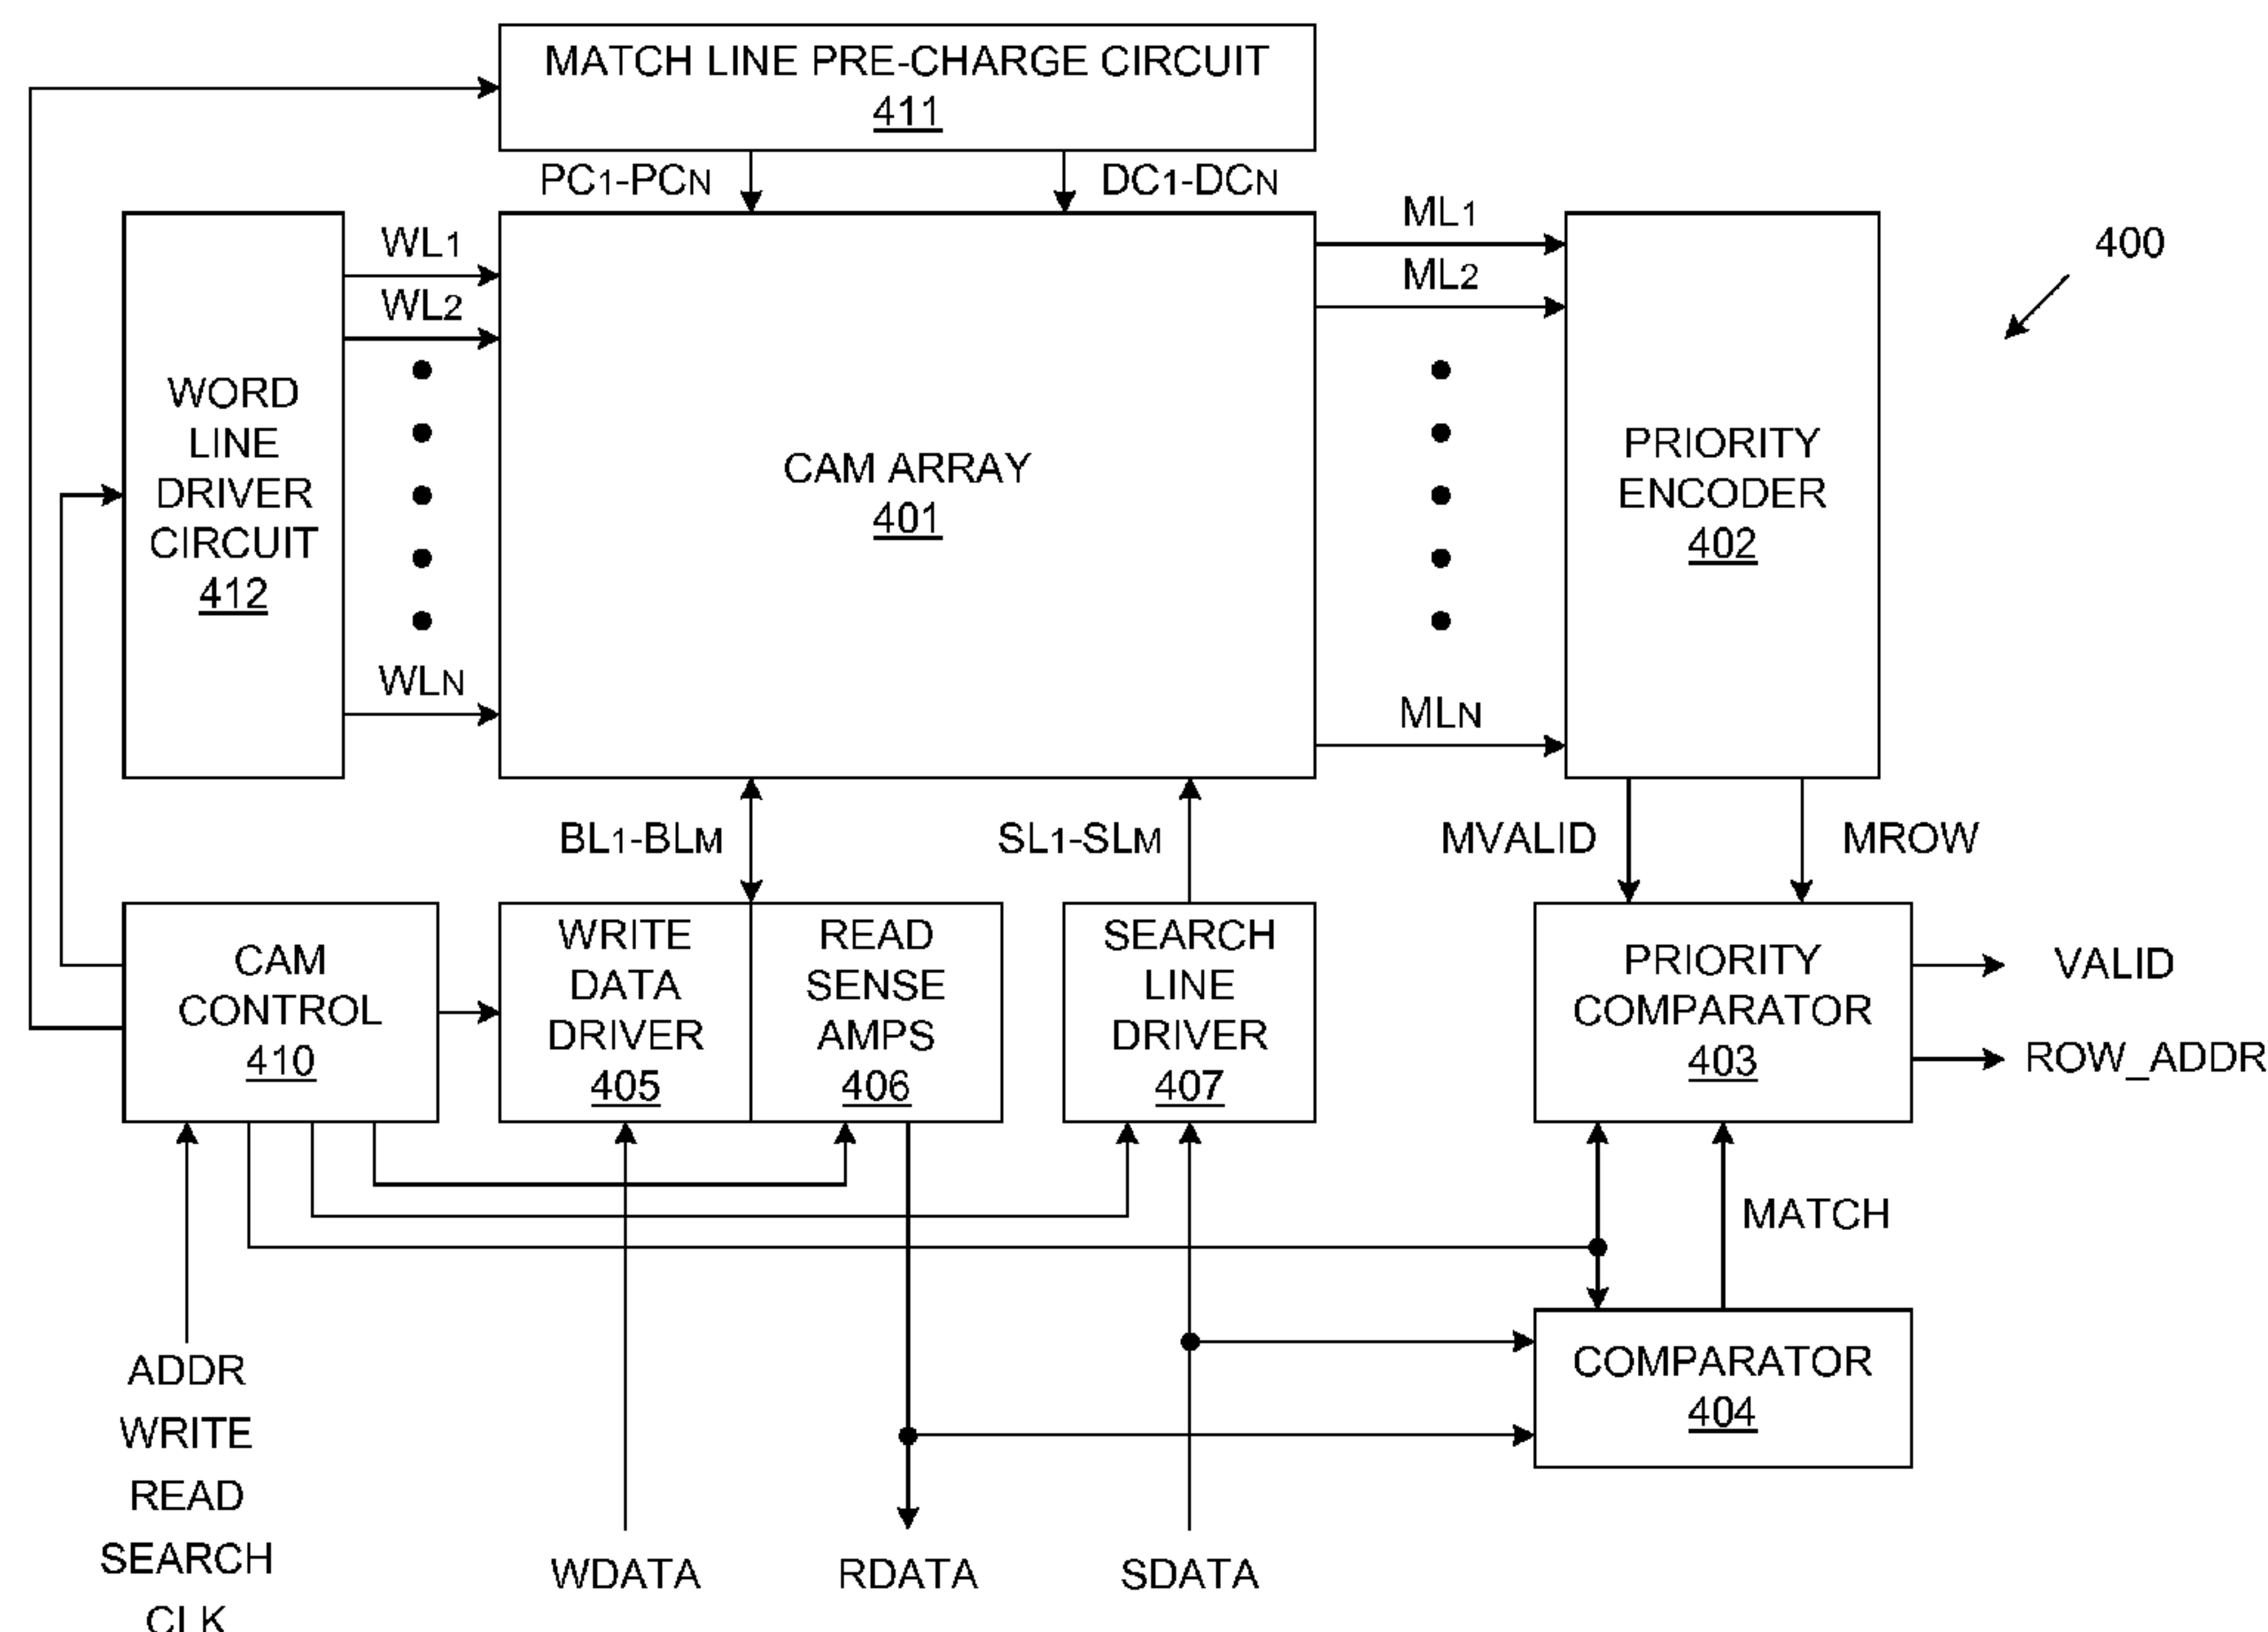 MATCH LINE PRE-CHARGE CIRCUIT
411
PC1-PCN
DC1-DCN
WORD
LINE
DRIVER
CIRCUIT
412
WL1
WL2
WLN
CAM ARRAY
401
ML1
ML2
MLN
PRIORITY
ENCODER
402
400
BL1-BLM
SL1-SLM
MVALID
MROW
CAM
CONTROL
410
WRITE
DATA
DRIVER
405
READ
SENSE
AMPS
406
SEARCH
LINE
DRIVER
407
PRIORITY
COMPARATOR
403
VALID
ROW_ADDR
MATCH
COMPARATOR
404
ADDR
WRITE
READ
SEARCH
CLK
WDATA
RDATA
SDATA